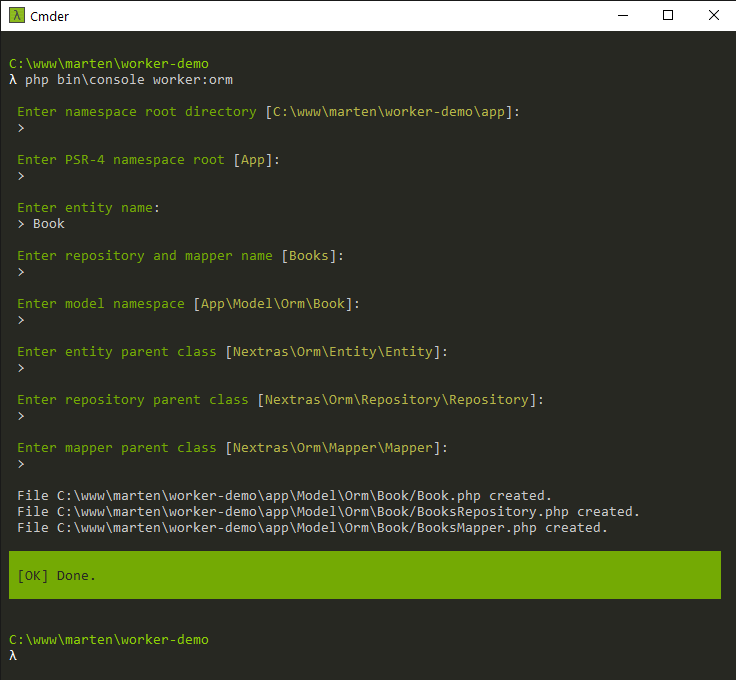 λ Cmder
C:\www\marten\worker-demo
λ php bin\console worker:orm
Enter namespace root directory [C:\www\marten\worker-demo\app]:
>
Enter PSR-4 namespace root [App]:
>
Enter entity name:
> Book
Enter repository and mapper name [Books]:
>
Enter model namespace [App\Model\Orm\Book]:
>
Enter entity parent class [Nextras\Orm\Entity\Entity]:
>
Enter repository parent class [Nextras\Orm\Repository\Repository]:
>
Enter mapper parent class [Nextras\Orm\Mapper\Mapper]:
>
File C:\www\marten\worker-demo\app\Model\Orm\Book/Book.php created.
File C:\www\marten\worker-demo\app\Model\Orm\Book/BooksRepository.php created.
File C:\www\marten\worker-demo\app\Model\Orm\Book/BooksMapper.php created.
[OK] Done.
C:\www\marten\worker-demo
λ